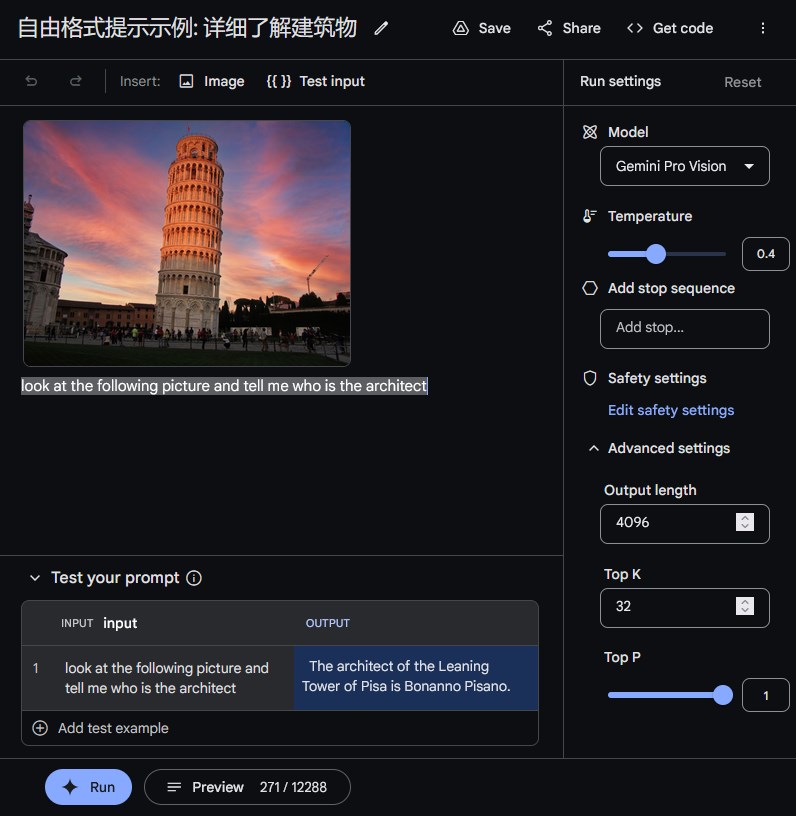 自由格式提示示例: 详细了解建筑物
Save
Share
Get code
Insert:
Image
{{ }} Test input
Run settings
Reset
Model
Gemini Pro Vision
Temperature
0.4
Add stop sequence
Add stop...
Safety settings
Edit safety settings
Advanced settings
Output length
4096
Top K
32
Top P
1
look at the following picture and tell me who is the architect
Test your prompt
INPUT input
OUTPUT
1
look at the following picture and
tell me who is the architect
The architect of the Leaning
Tower of Pisa is Bonanno Pisano.
Add test example
Run
Preview 271 / 12288